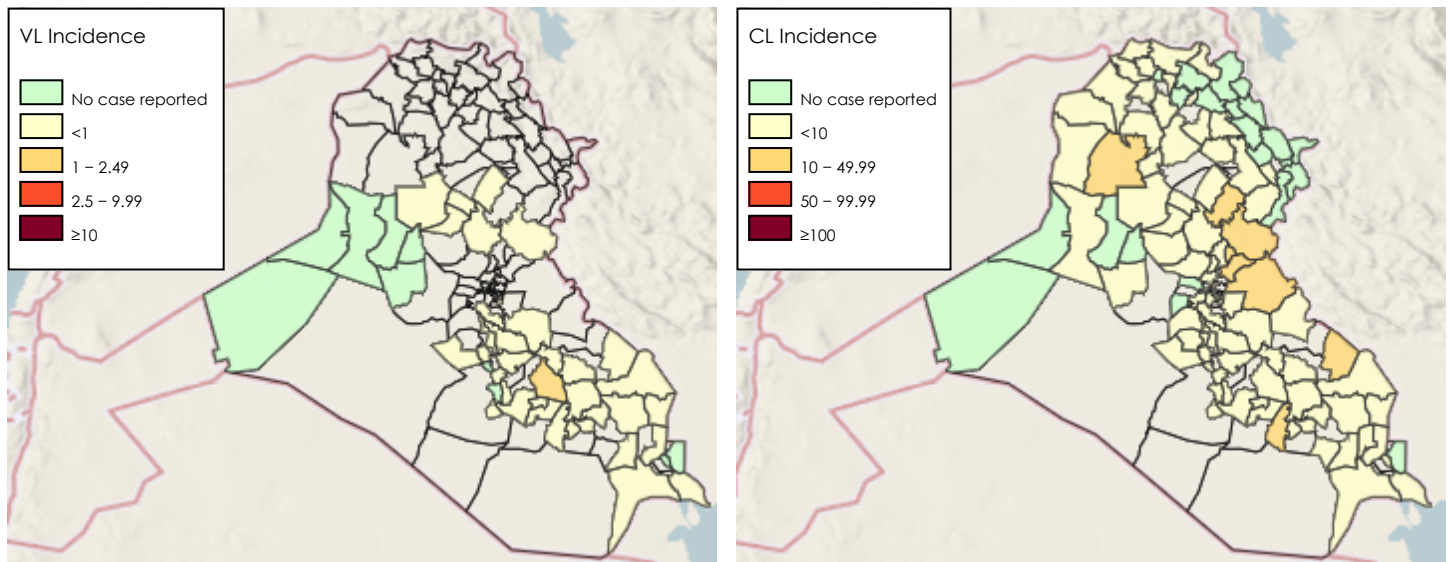 VL Incidence
No case reported
<1
1 – 2.49
2.5 – 9.99
≥10
CL Incidence
No case reported
<10
10 – 49.99
50 – 99.99
≥100